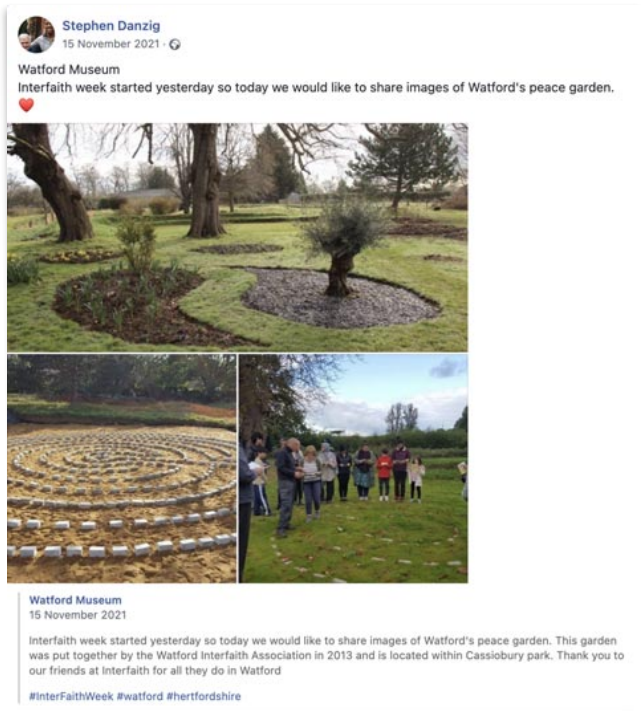 Stephen Danzig
15 November 2021 ·
Watford Museum
Interfaith week started yesterday so today we would like to share images of Watford's peace garden.
❤️
Watford Museum
15 November 2021
Interfaith week started yesterday so today we would like to share images of Watford's peace garden. This garden
was put together by the Watford Interfaith Association in 2013 and is located within Cassiobury park. Thank you to
our friends at Interfaith for all they do in Watford
#InterFaithWeek #watford #hertfordshire